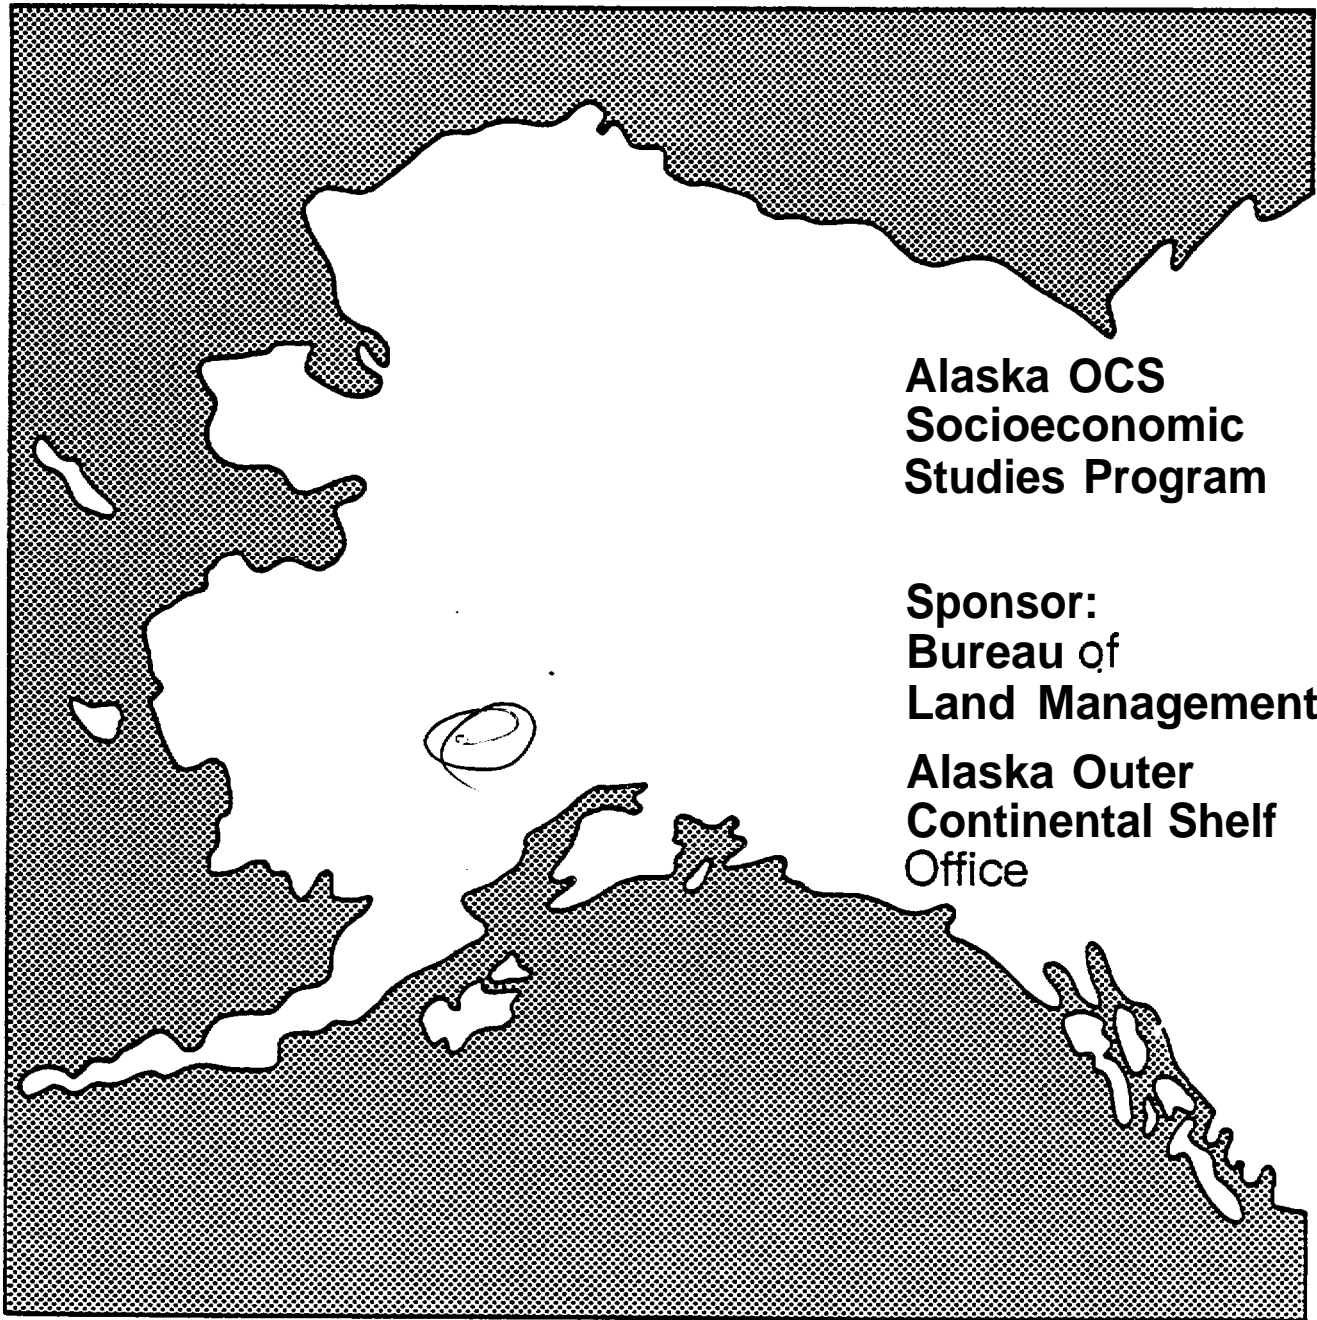 Alaska OCS
Socioeconomic
Studies Program
Sponsor:
Bureau of
Land Management
Alaska Outer
Continental Shelf
Office